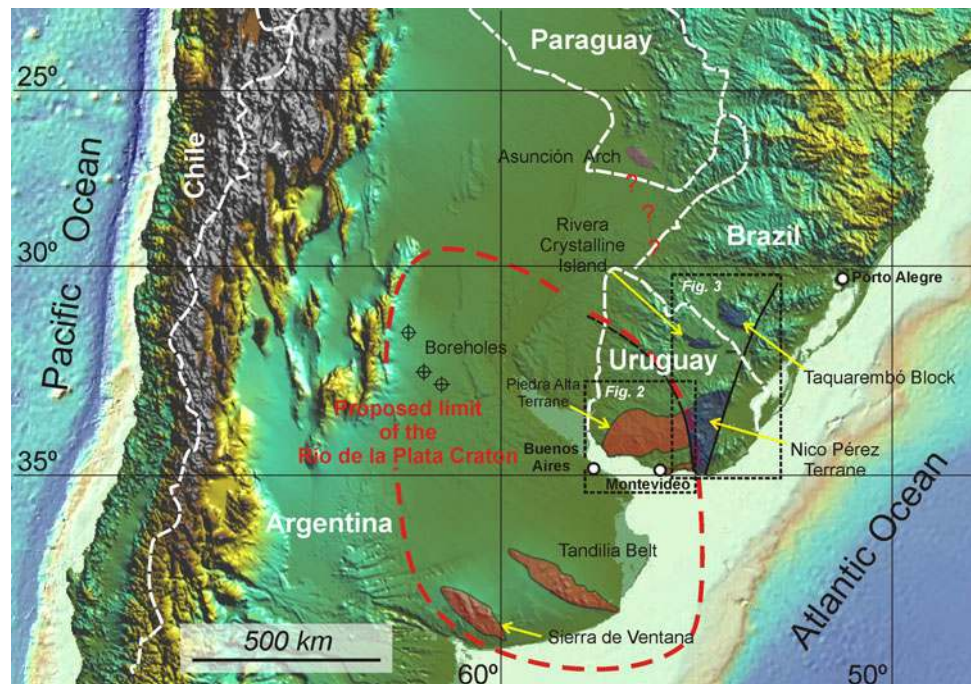 Paraguay
25º
Asunción Arch
?
?
?
Chile
Pacific Ocean
Rivera
Crystalline
Island
Brazil
30º
Fig. 3
Porto Alegre
Boreholes
Uruguay
Taquarembó Block
Piedra Alta
Terrane
Fig. 2
Proposed limit
of the
Río de la Plata Craton
Nico Pérez
Terrane
Buenos
Aires
35º
Montevideo
Argentina
Tandilia Belt
Atlantic Ocean
Sierra de Ventana
500 km
60º
50º